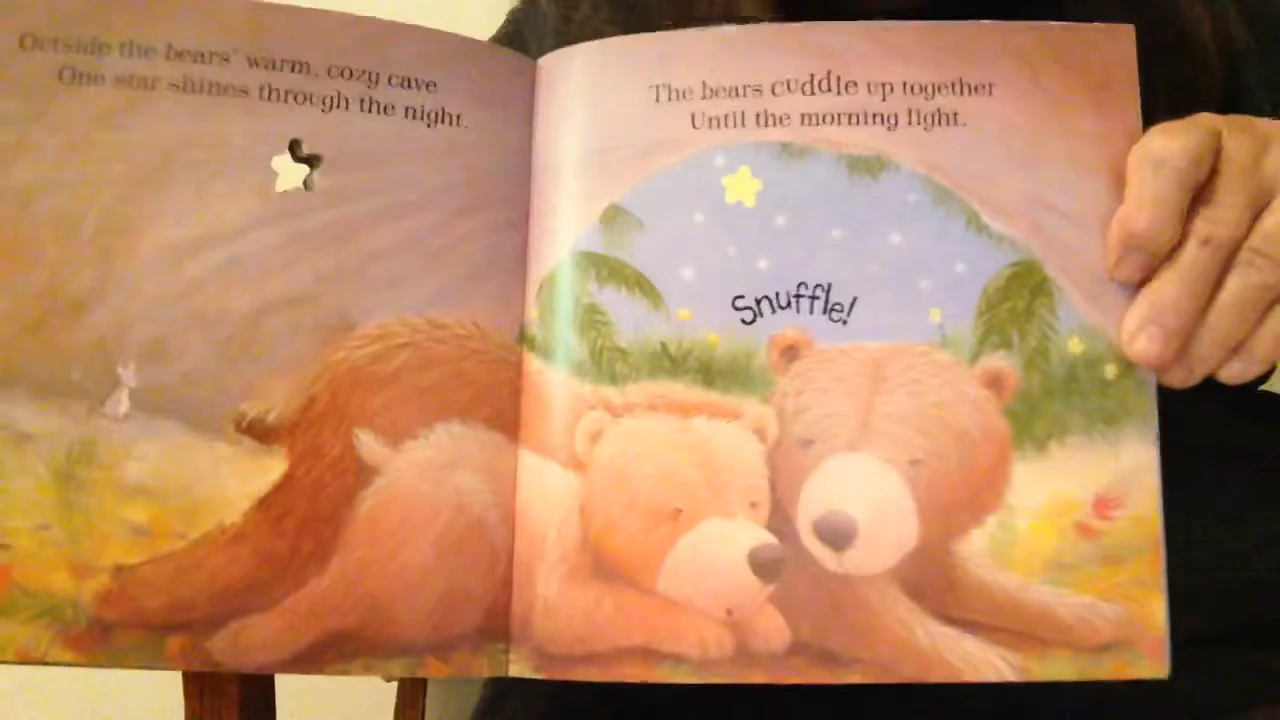 Outside the bears' warm, cozy cave
One star shines through the night.
The bears cuddle up together
Until the morning light.
Snuffle!